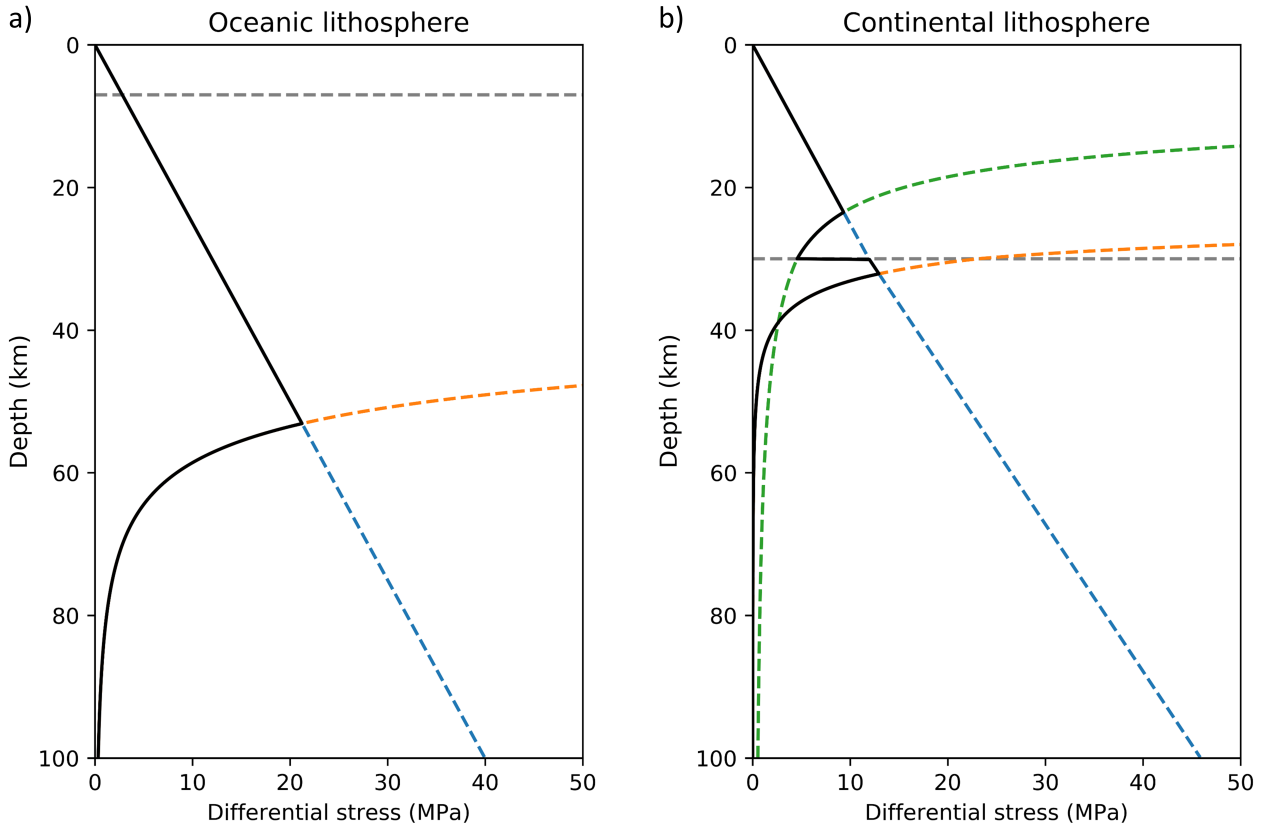 a)
Oceanic lithosphere
0
20
40
60
80
100
Depth (km)
0 10 20 30 40 50
Differential stress (MPa)
b)
Continental lithosphere
0
20
40
60
80
100
Depth (km)
0 10 20 30 40 50
Differential stress (MPa)